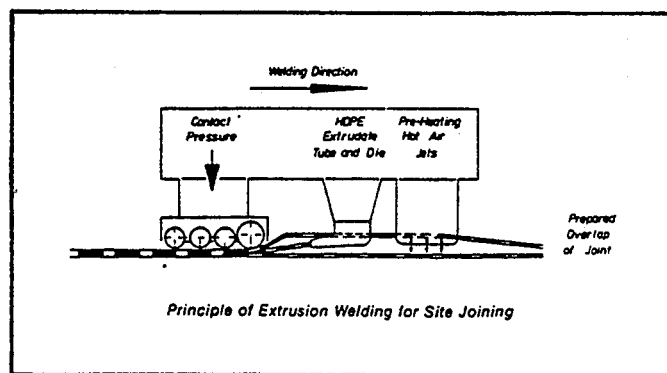 Welding Direction
Contact
Pressure
HDPE
Extrudate
Tube and Die
Pre-Heating
Hot Air
Jets
Prepared
Overlap
of Joint
Principle of Extrusion Welding for Site Joining